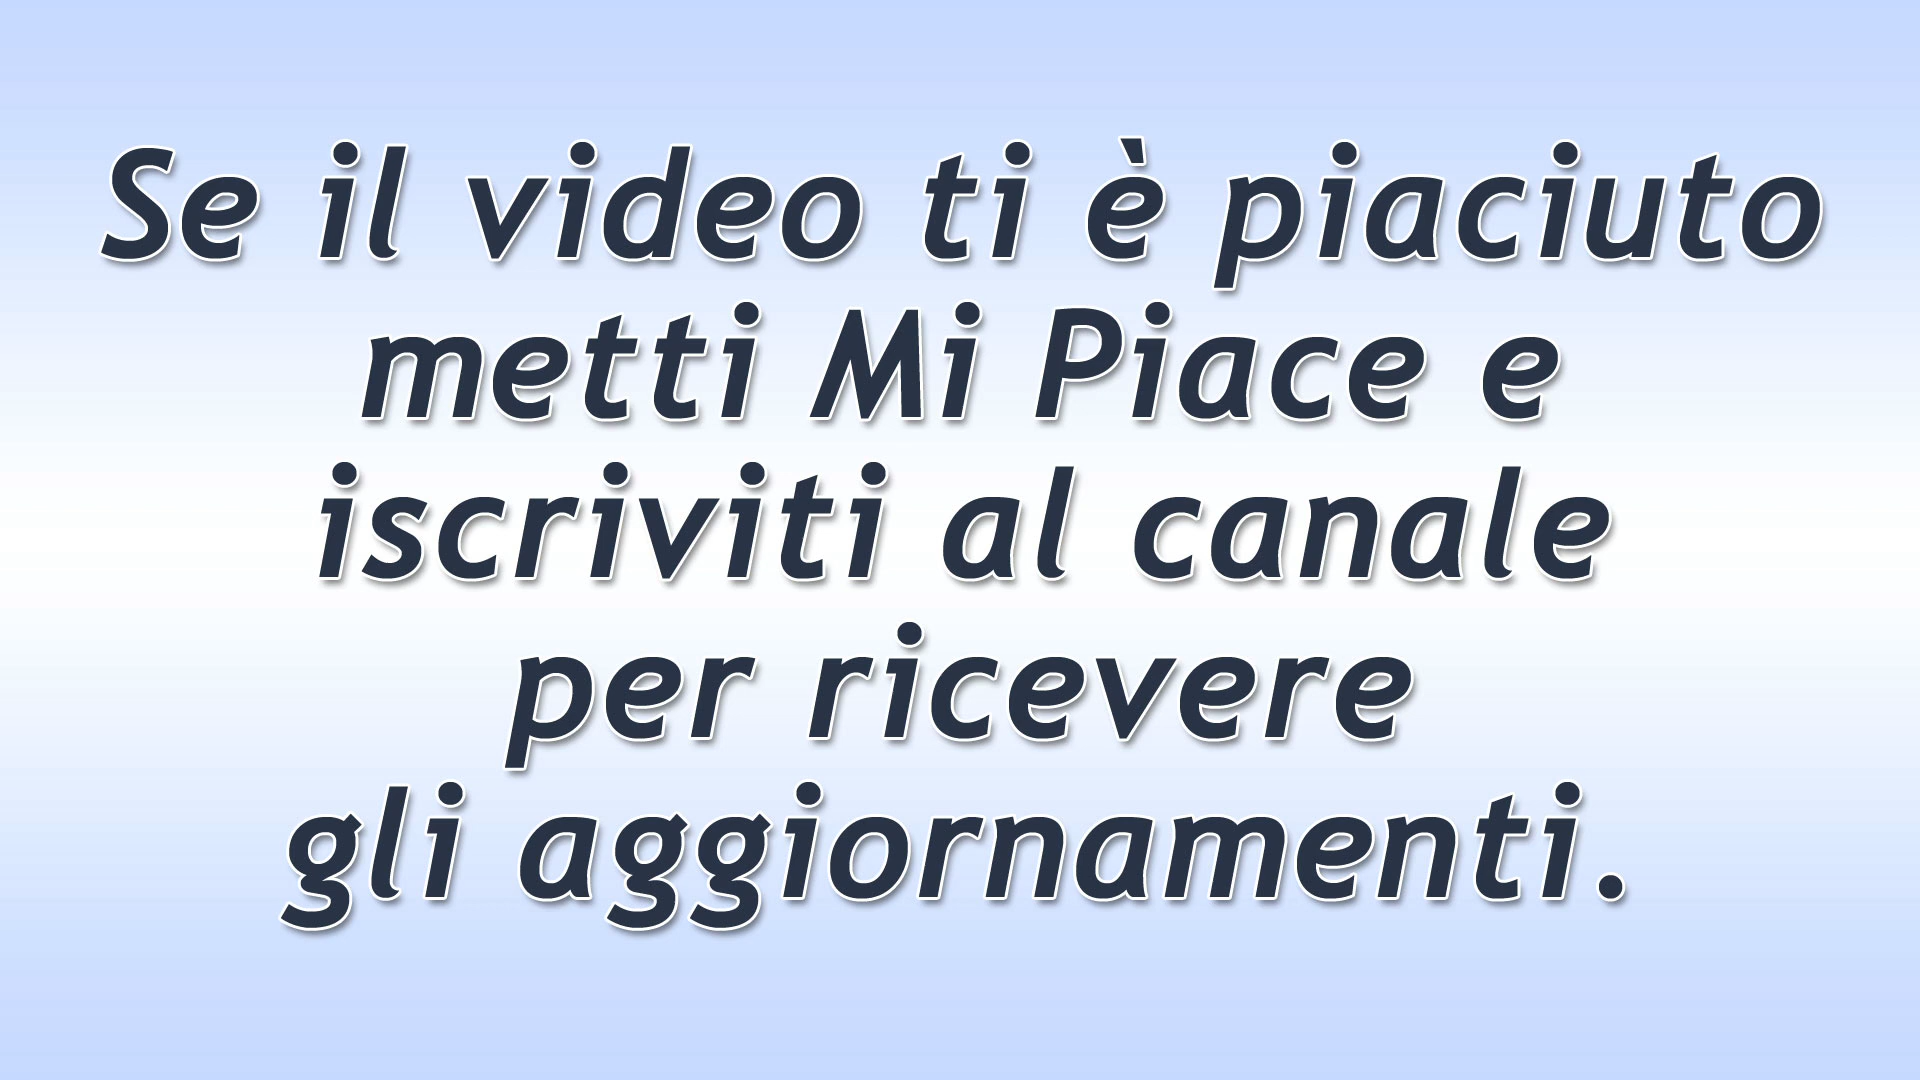 Se il video ti è piaciuto
metti Mi Piace e
iscriviti al canale
per ricevere
gli aggiornamenti.